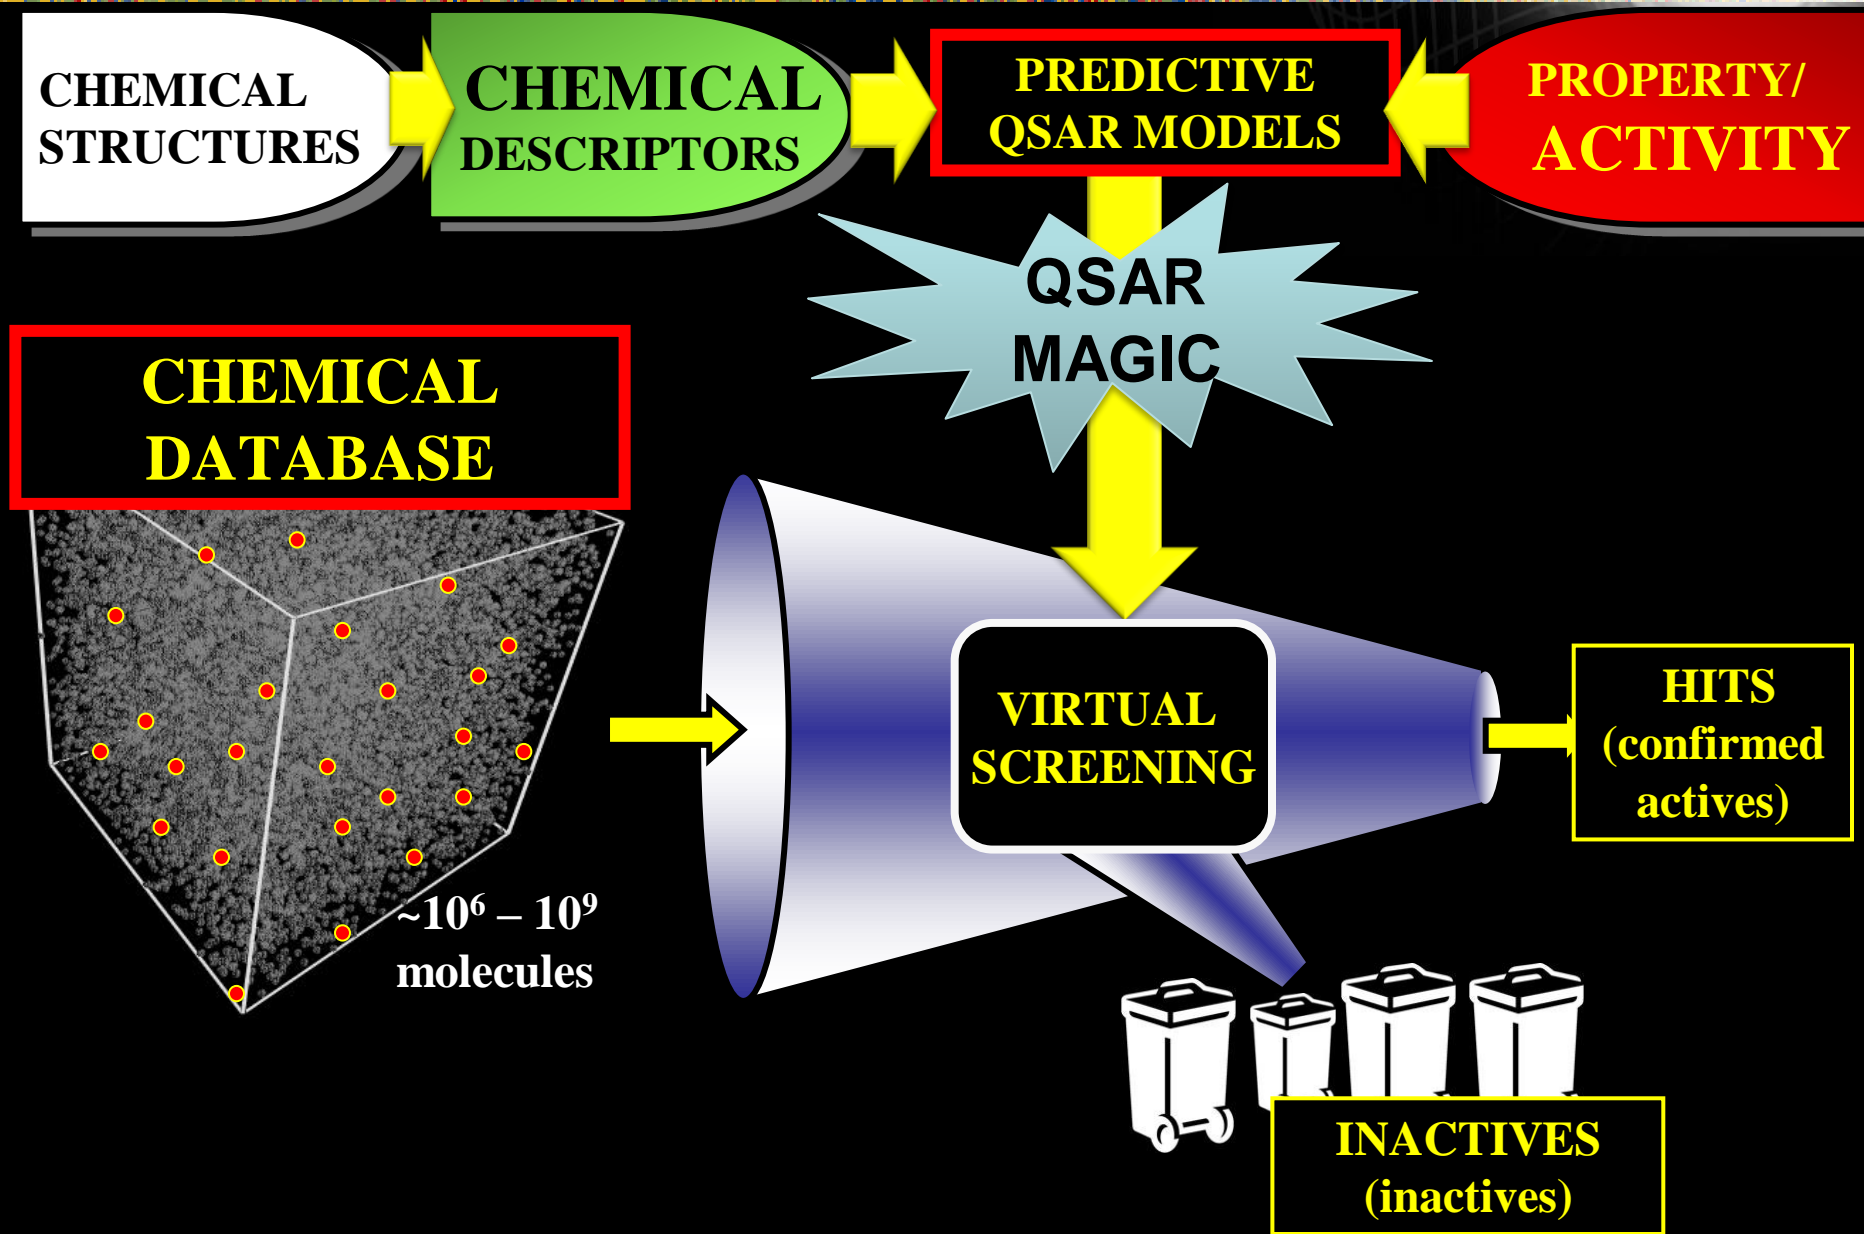 CHEMICAL
STRUCTURES
CHEMICAL
DESCRIPTORS
PREDICTIVE
QSAR MODELS
PROPERTY/
ACTIVITY
QSAR
MAGIC
CHEMICAL
DATABASE
~10⁶ – 10⁹
molecules
VIRTUAL
SCREENING
HITS
(confirmed
actives)
INACTIVES
(inactives)